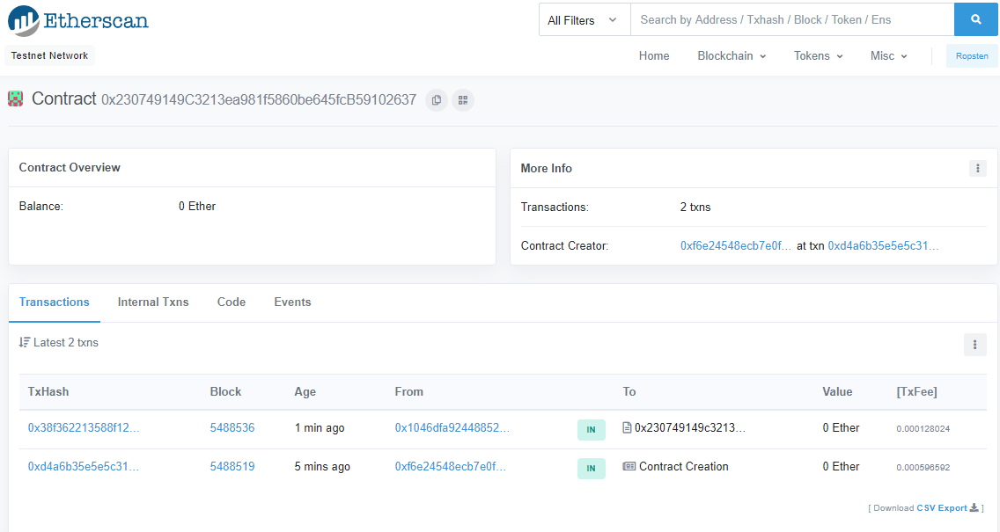 Etherscan
All Filters Search by Address / Txhash / Block / Token / Ens
Testnet Network Home Blockchain Tokens Misc Ropsten
Contract 0x230749149C3213ea981f5860be645fcB59102637
Contract Overview
Balance: 0 Ether
More Info
Transactions: 2 txns
Contract Creator: 0xf6e24548ecb7e0f... at txn 0xd4a6b35e5e5c31...
Transactions Internal Txns Code Events
Latest 2 txns
TxHash Block Age From To Value [TxFee]
0x38f362213588f12... 5488536 1 min ago 0x1046dfa92448852... IN 0x230749149c3213... 0 Ether 0.000128024
0xd4a6b35e5e5c31... 5488519 5 mins ago 0xf6e24548ecb7e0f... IN Contract Creation 0 Ether 0.000596592
[ Download CSV Export ]